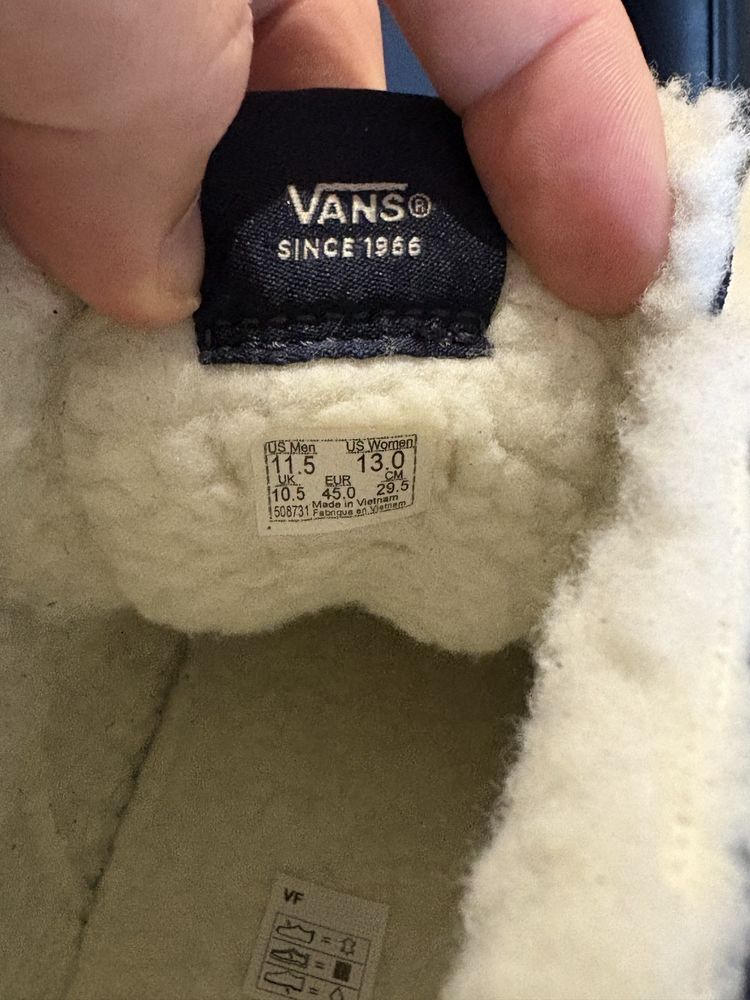 VANS®
SINCE 1966
US Men US Women
11.5 13.0
UK EUR CM
10.5 45.0 29.5
Made in Vietnam
508731 Fabriqué en Vietnam
VF
=
=
=